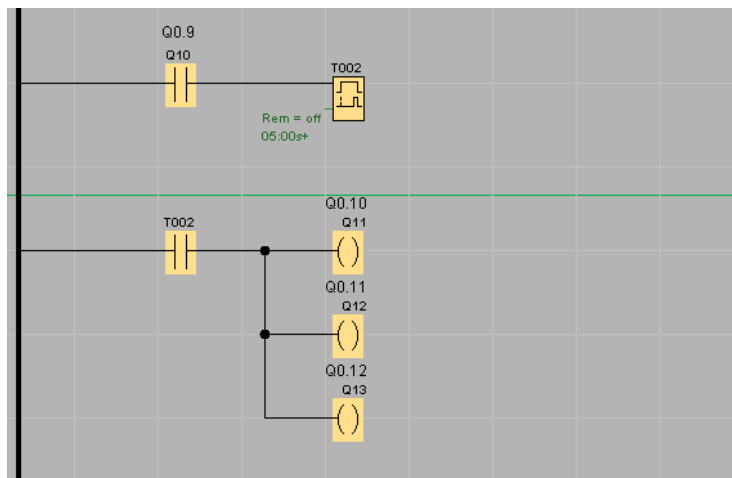 Q0.9
Q10
T002
Rem = off
05:00s+
Q0.10
T002
Q11
Q0.11
Q12
Q0.12
Q13